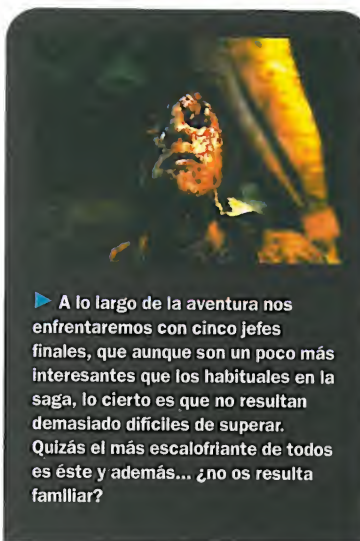 A lo largo de la aventura nos
enfrentaremos con cinco jefes
finales, que aunque son un poco más
interesantes que los habituales en la
saga, lo cierto es que no resultan
demasiado difíciles de superar.
Quizás el más escalofriante de todos
es éste y además... ¿no os resulta
familiar?